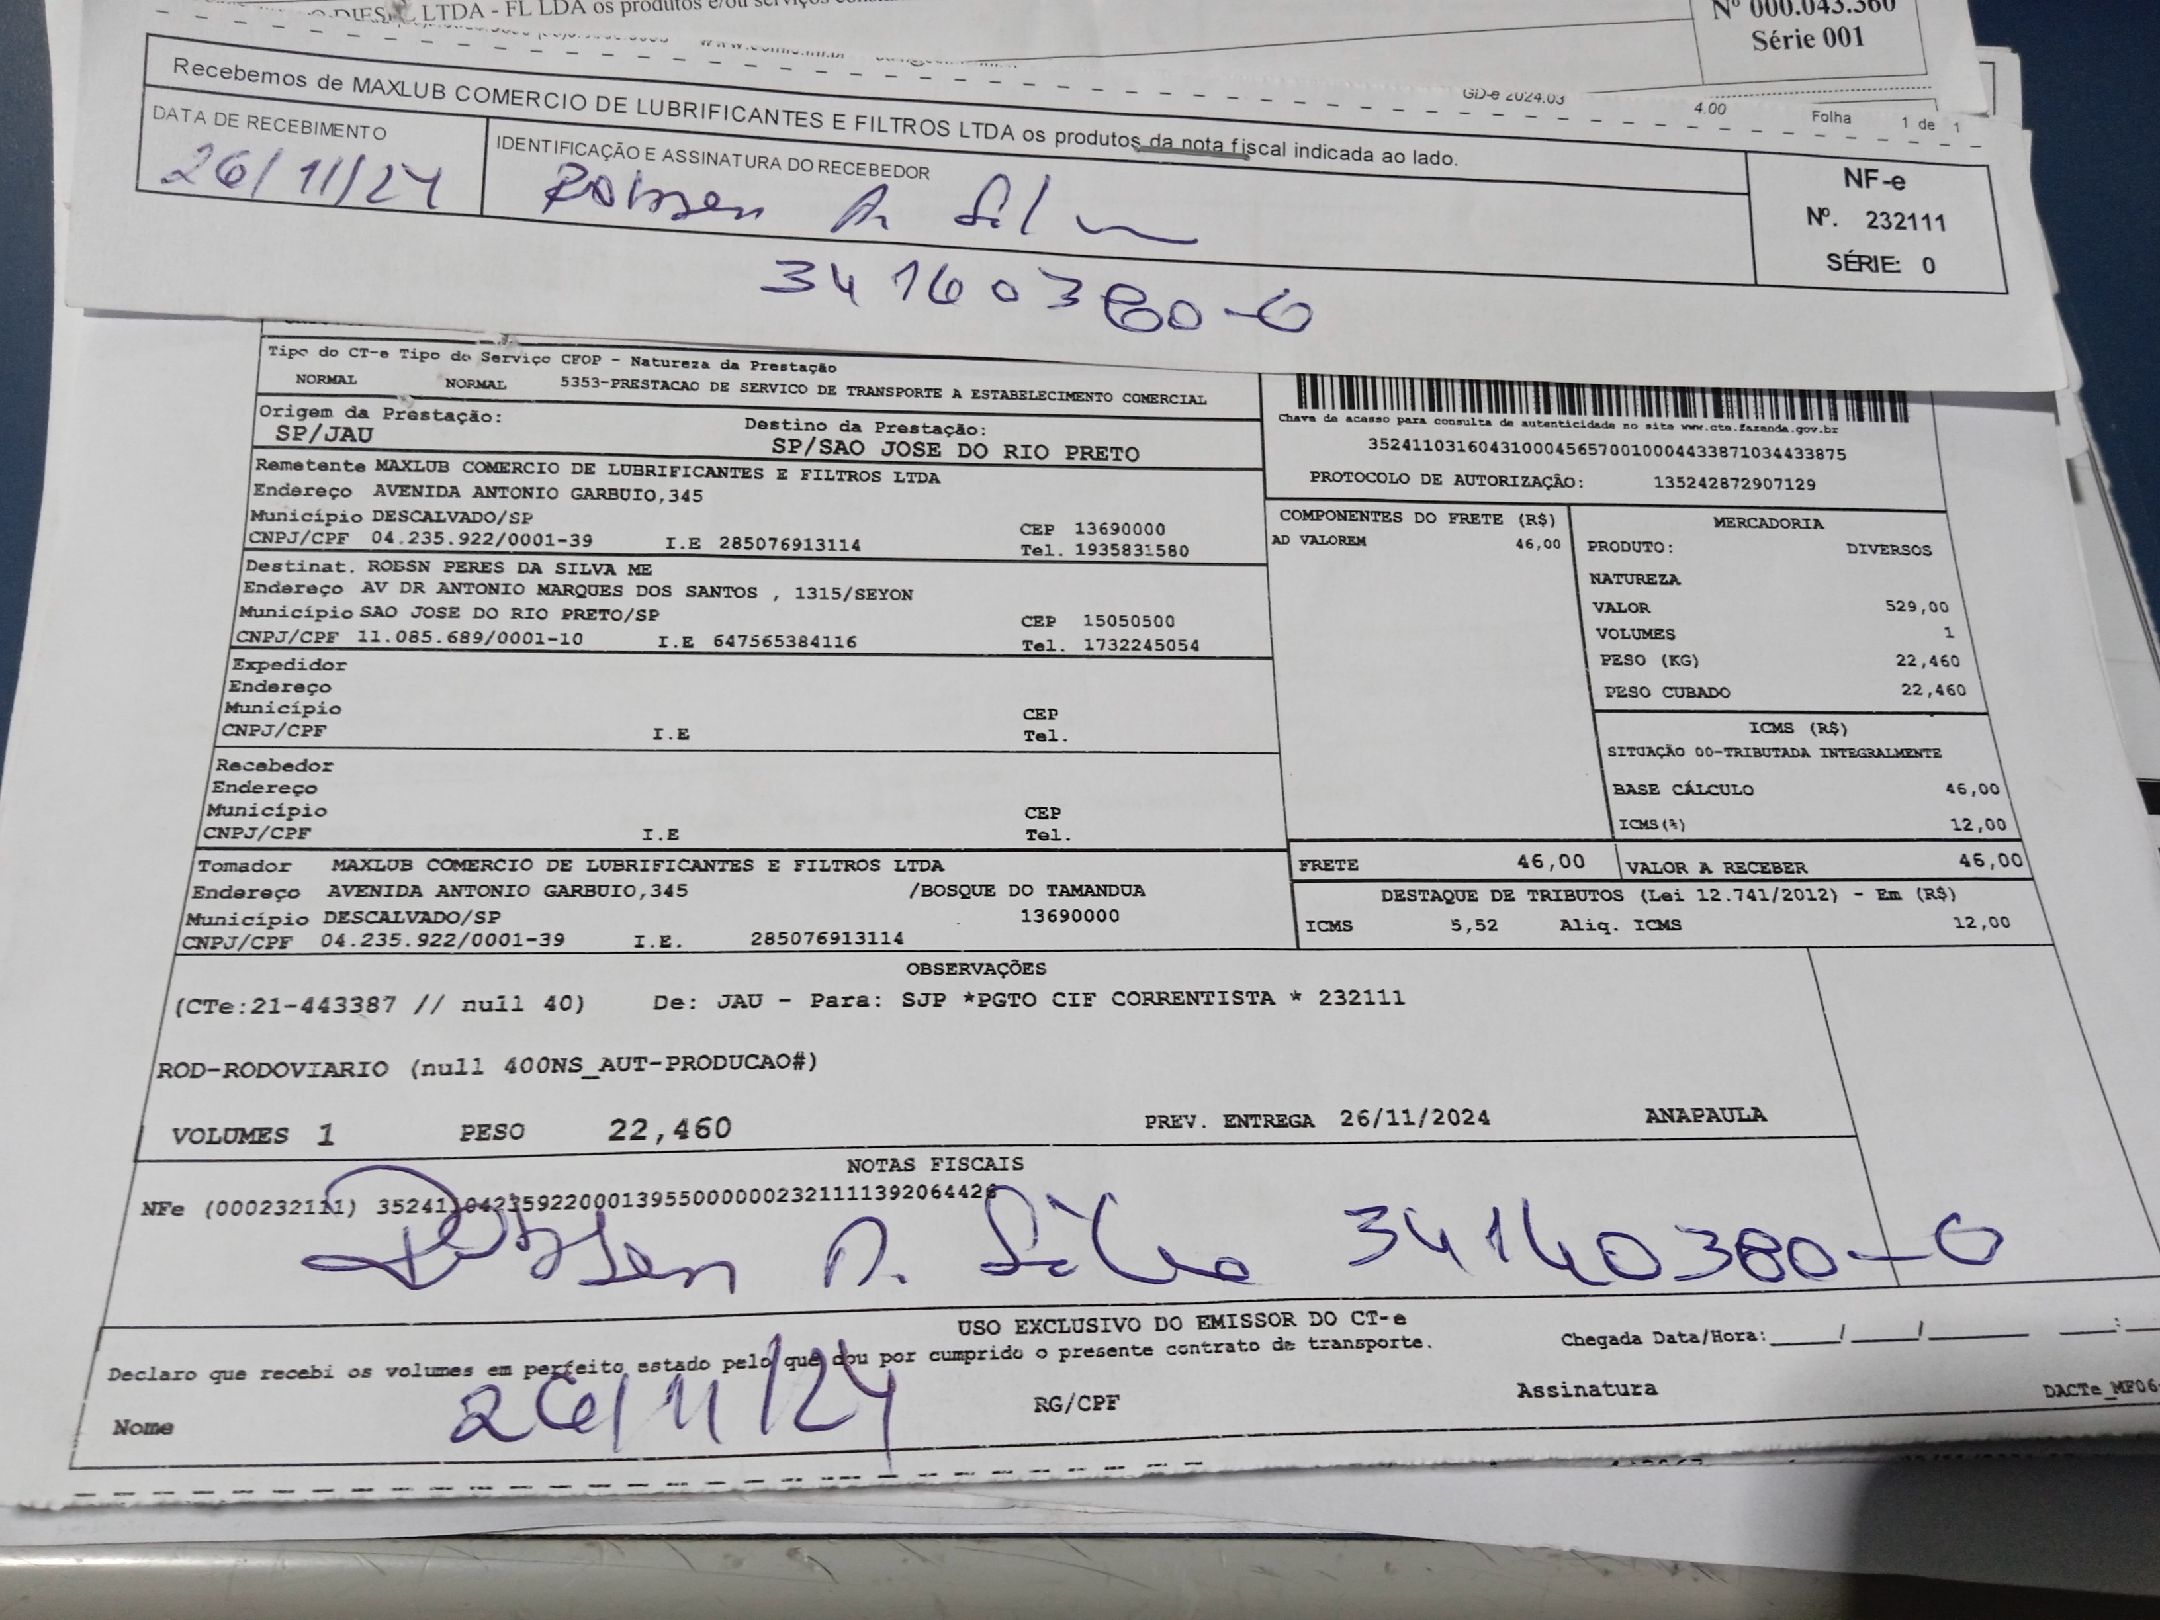 LTDA - FL LDA os produtos e/ou serviços
Nº 000.043.360
Série 001
GD-e 2024.03 4.00 Folha 1 de 1
Recebemos de MAXLUB COMERCIO DE LUBRIFICANTES E FILTROS LTDA os produtos da nota fiscal indicada ao lado.
DATA DE RECEBIMENTO
26/11/24
IDENTIFICAÇÃO E ASSINATURA DO RECEBEDOR
Silva
NF-e
Nº. 232111
SÉRIE: 0
34160380-6
Tipo do CT-e Tipo do Serviço CFOP - Natureza da Prestação
NORMAL NORMAL 5353-PRESTACAO DE SERVICO DE TRANSPORTE A ESTABELECIMENTO COMERCIAL
Origem da Prestação: Destino da Prestação:
SP/JAU SP/SAO JOSE DO RIO PRETO
Remetente MAXLUB COMERCIO DE LUBRIFICANTES E FILTROS LTDA
Endereço AVENIDA ANTONIO GARBUIO,345
Município DESCALVADO/SP CEP 13690000
CNPJ/CPF 04.235.922/0001-39 I.E 285076913114 Tel. 1935831580
Destinat. ROBSN PERES DA SILVA ME
Endereço AV DR ANTONIO MARQUES DOS SANTOS , 1315/SEYON
Município SAO JOSE DO RIO PRETO/SP CEP 15050500
CNPJ/CPF 11.085.689/0001-10 I.E 647565384116 Tel. 1732245054
Expedidor
Endereço
Município CEP
CNPJ/CPF I.E Tel.
Recebedor
Endereço
Município CEP
CNPJ/CPF I.E Tel.
Tomador MAXLUB COMERCIO DE LUBRIFICANTES E FILTROS LTDA
Endereço AVENIDA ANTONIO GARBUIO,345 /BOSQUE DO TAMANDUA
Município DESCALVADO/SP 13690000
CNPJ/CPF 04.235.922/0001-39 I.E. 285076913114
Chave de acesso para consulta de autenticidade no site www.cte.fazenda.gov.br
35241103160431000456570010004433871034433875
PROTOCOLO DE AUTORIZAÇÃO: 135242872907129
COMPONENTES DO FRETE (R$)
AD VALOREM 46,00
MERCADORIA
PRODUTO: DIVERSOS
NATUREZA
VALOR 529,00
VOLUMES 1
PESO (KG) 22,460
PESO CUBADO 22,460
ICMS (R$)
SITUAÇÃO 00-TRIBUTADA INTEGRALMENTE
BASE CÁLCULO 46,00
ICMS(%) 12,00
FRETE 46,00 VALOR A RECEBER 46,00
DESTAQUE DE TRIBUTOS (Lei 12.741/2012) - Em (R$)
ICMS 5,52 Aliq. ICMS 12,00
OBSERVAÇÕES
(CTe:21-443387 // null 40) De: JAU - Para: SJP *PGTO CIF CORRENTISTA * 232111
ROD-RODOVIARIO (null 400NS_AUT-PRODUCAO#)
VOLUMES 1 PESO 22,460 PREV. ENTREGA 26/11/2024 ANAPAULA
NOTAS FISCAIS
NFe (000232111) 35241104235922000139550000002321111392064426
Silva 34160380-6
USO EXCLUSIVO DO EMISSOR DO CT-e
Declaro que recebi os volumes em perfeito estado pelo que dou por cumprido o presente contrato de transporte. Chegada Data/Hora:____/____/______ ____:
26/11/24
Nome RG/CPF Assinatura DACTe_MF06